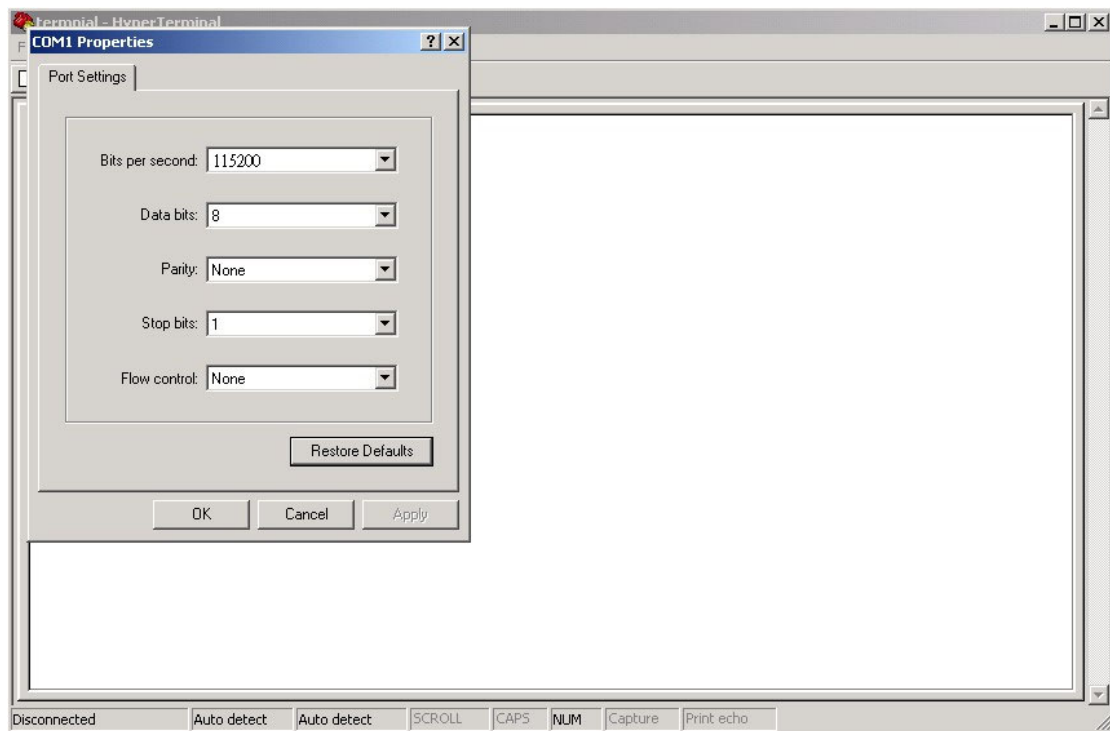 termnial - HyperTerminal
COM1 Properties
F
Port Settings
Bits per second: 115200
Data bits: 8
Parity: None
Stop bits: 1
Flow control: None
Restore Defaults
OK Cancel Apply
Disconnected Auto detect Auto detect SCROLL CAPS NUM Capture Print echo